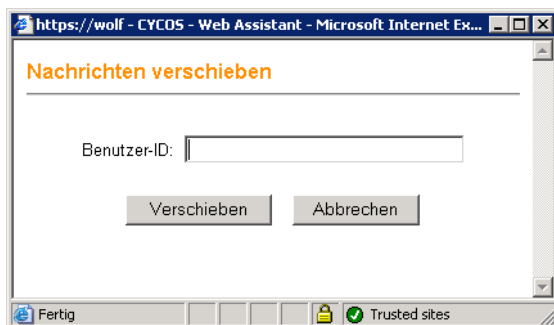 https://wolf - CYCOS - Web Assistant - Microsoft Internet Ex...
Nachrichten verschieben
Benutzer-ID:
Verschieben Abbrechen
Fertig Trusted sites